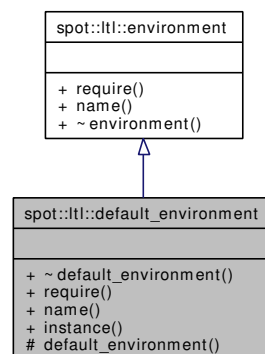 spot::ltl::environment
+ require()
+ name()
+ ~environment()
spot::ltl::default_environment
+ ~default_environment()
+ require()
+ name()
+ instance()
# default_environment()